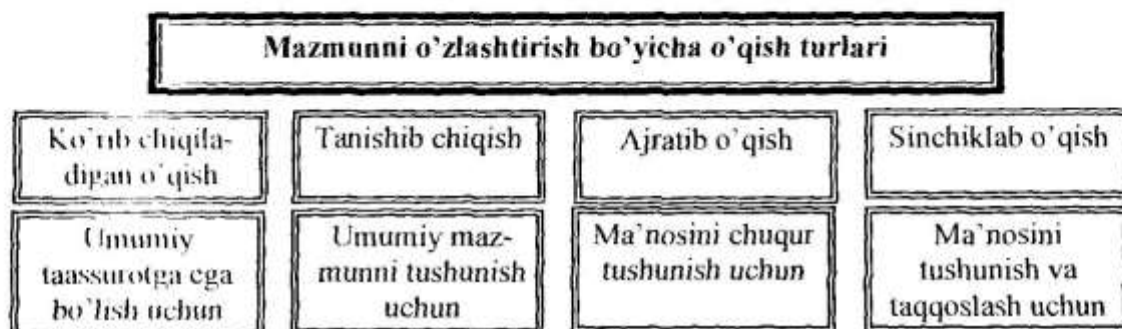 Mazmunni o'zlashtirish bo'yicha o'qish turlari
Ko'rib chiqila-
digan o'qish
Tanishib chiqish
Ajratib o'qish
Sinchiklab o'qish
Umumiy
taassurotga ega
bo'lish uchun
Umumiy maz-
munni tushunish
uchun
Ma'nosini chuqur
tushunish uchun
Ma'nosini
tushunish va
taqqoslash uchun